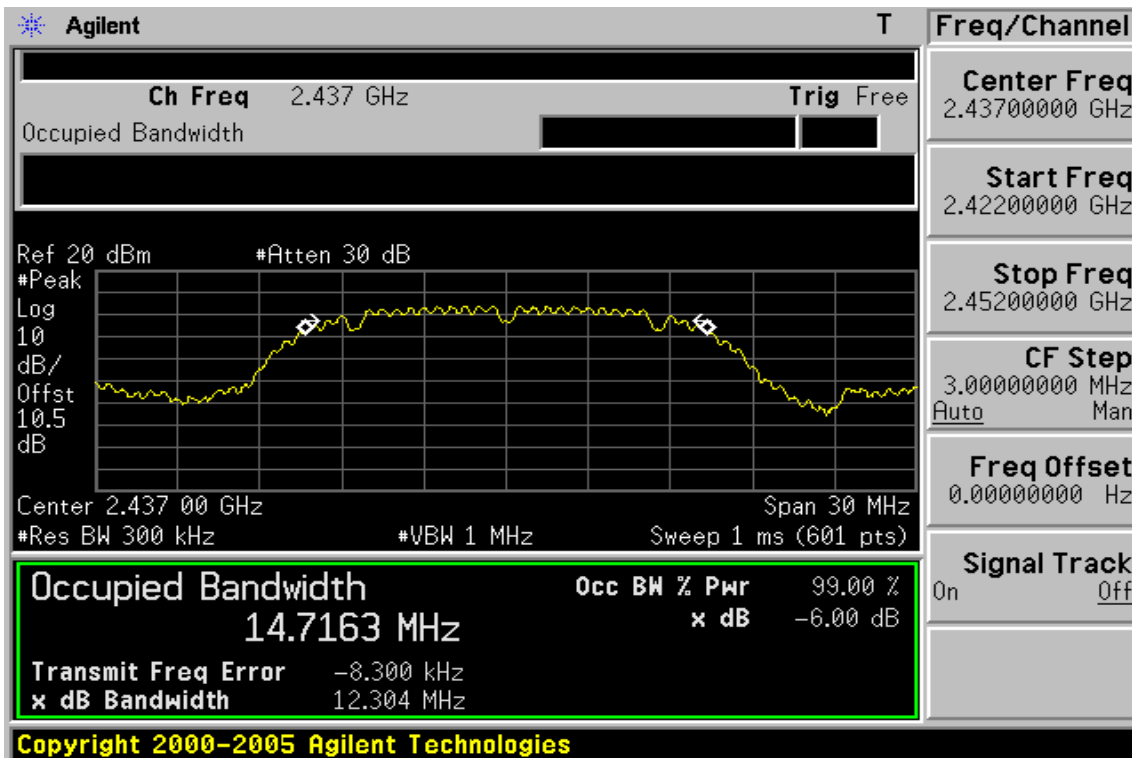 Agilent T Freq/Channel
Ch Freq 2.437 GHz Trig Free
Occupied Bandwidth
Center Freq
2.43700000 GHz
Start Freq
2.42200000 GHz
Stop Freq
2.45200000 GHz
CF Step
3.00000000 MHz
Auto Man
Freq Offset
0.00000000 Hz
Signal Track
On Off
Ref 20 dBm #Atten 30 dB
#Peak
Log
10
dB/
Offst
10.5
dB
Center 2.437 00 GHz Span 30 MHz
#Res BW 300 kHz #VBW 1 MHz Sweep 1 ms (601 pts)
Occupied Bandwidth Occ BW % Pwr 99.00 %
14.7163 MHz x dB -6.00 dB
Transmit Freq Error -8.300 kHz
x dB Bandwidth 12.304 MHz
Copyright 2000-2005 Agilent Technologies